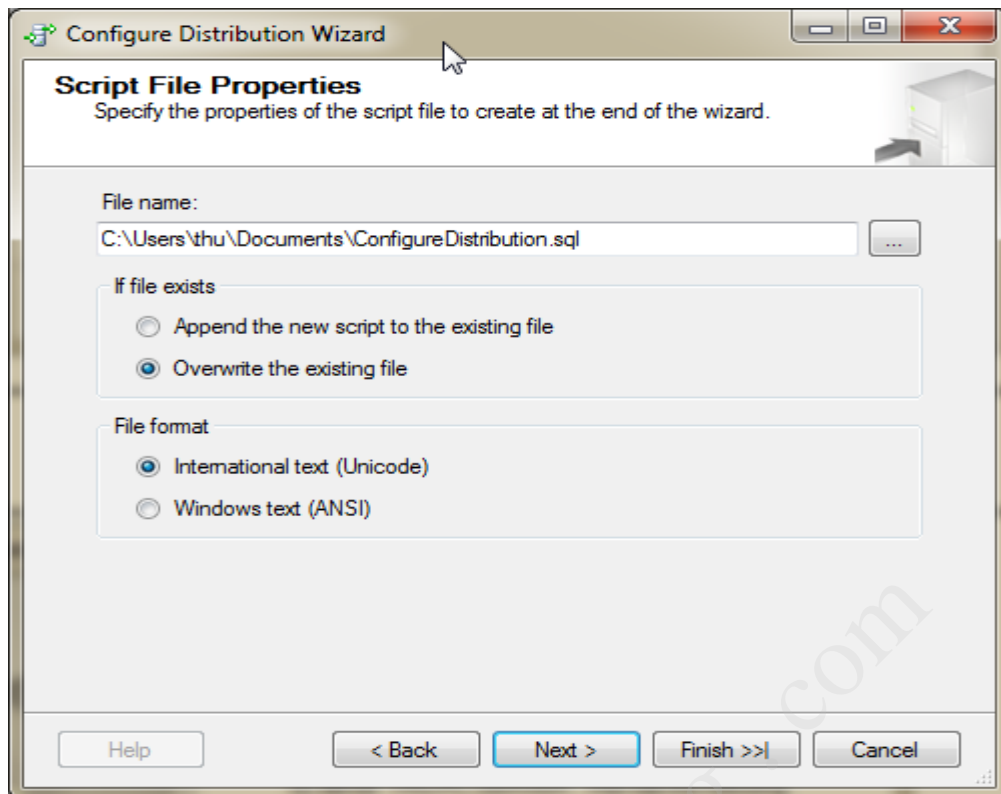 Configure Distribution Wizard
Script File Properties
Specify the properties of the script file to create at the end of the wizard.
File name:
C:\Users\thu\Documents\ConfigureDistribution.sql
...
If file exists
Append the new script to the existing file
Overwrite the existing file
File format
International text (Unicode)
Windows text (ANSI)
Help
< Back
Next >
Finish >>|
Cancel
com